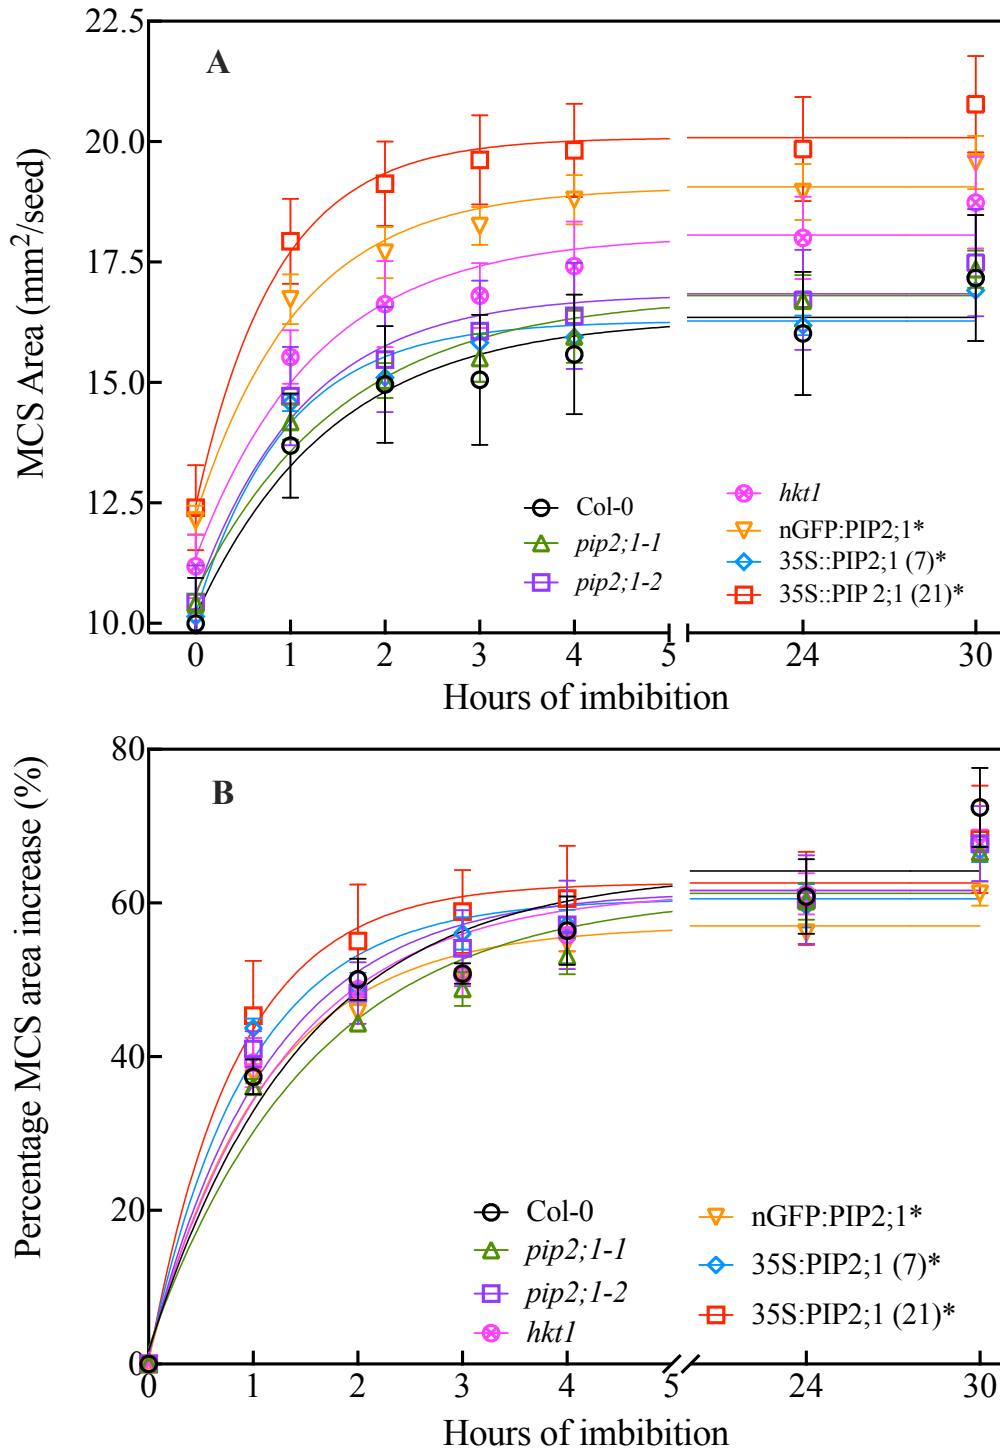 22.5
A
20.0
17.5
15.0
12.5
10.0
MCS Area (mm²/seed)
Col-0
pip2;1-1
pip2;1-2
hkt1
nGFP:PIP2;1*
35S::PIP2;1 (7)*
35S::PIP 2;1 (21)*
0 1 2 3 4 5 24 30
Hours of imbibition
80
B
60
40
20
0
Percentage MCS area increase (%)
Col-0
pip2;1-1
pip2;1-2
hkt1
nGFP:PIP2;1*
35S:PIP2;1 (7)*
35S:PIP2;1 (21)*
0 1 2 3 4 5 24 30
Hours of imbibition